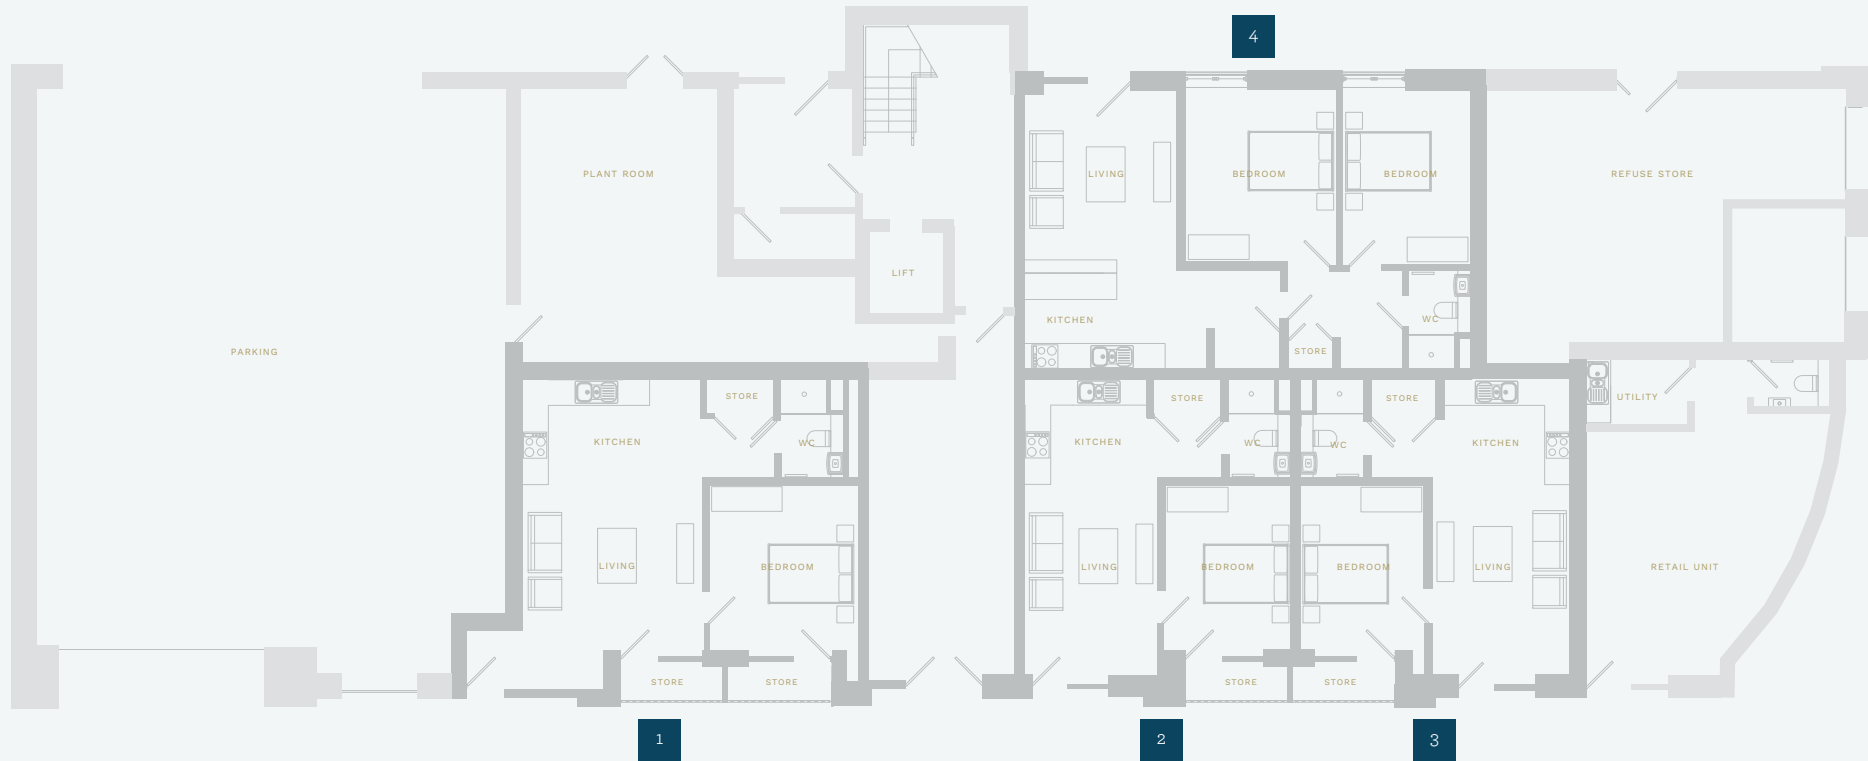 4
PLANT ROOM
LIVING
BEDROOM
BEDROOM
REFUSE STORE
LIFT
KITCHEN
WC
STORE
PARKING
STORE
STORE
STORE
UTILITY
KITCHEN
WC
KITCHEN
WC
WC
KITCHEN
LIVING
BEDROOM
LIVING
BEDROOM
BEDROOM
LIVING
RETAIL UNIT
STORE
STORE
STORE
STORE
1
2
3